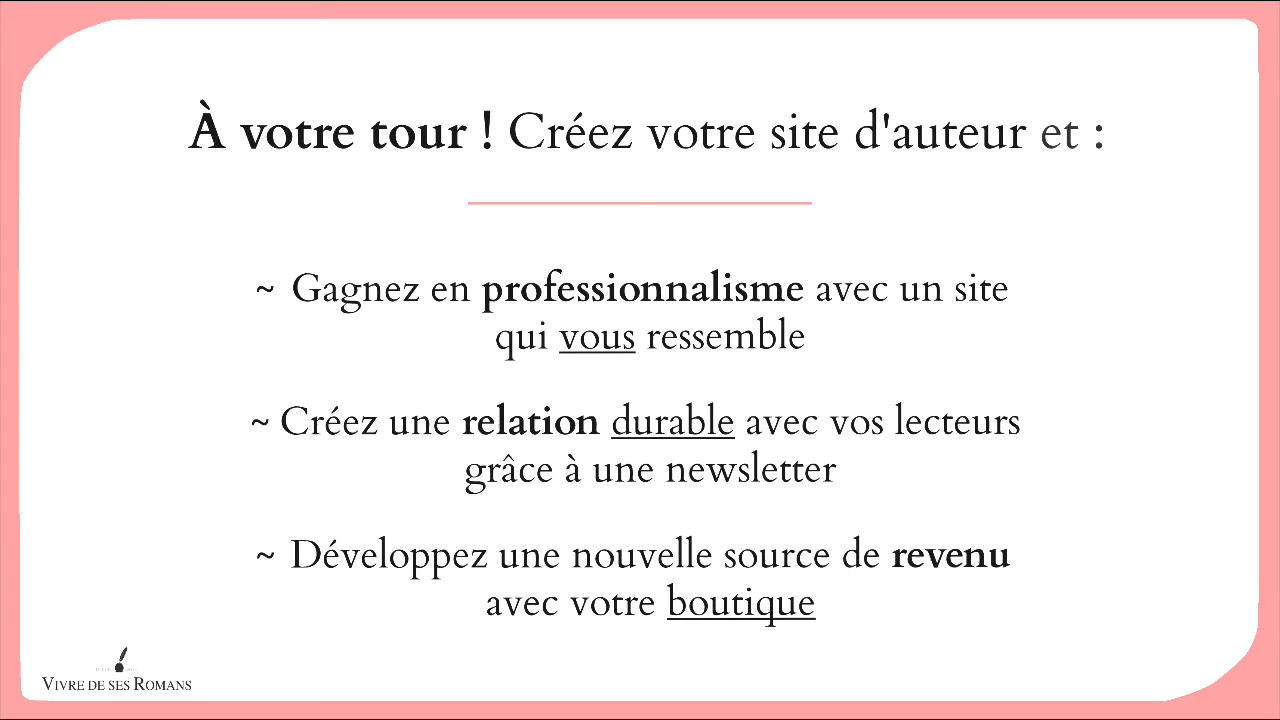 À votre tour ! Créez votre site d'auteur et :
~ Gagnez en professionnalisme avec un site
qui vous ressemble
~ Créez une relation durable avec vos lecteurs
grâce à une newsletter
~ Développez une nouvelle source de revenu
avec votre boutique
VIVRE DE SES ROMANS